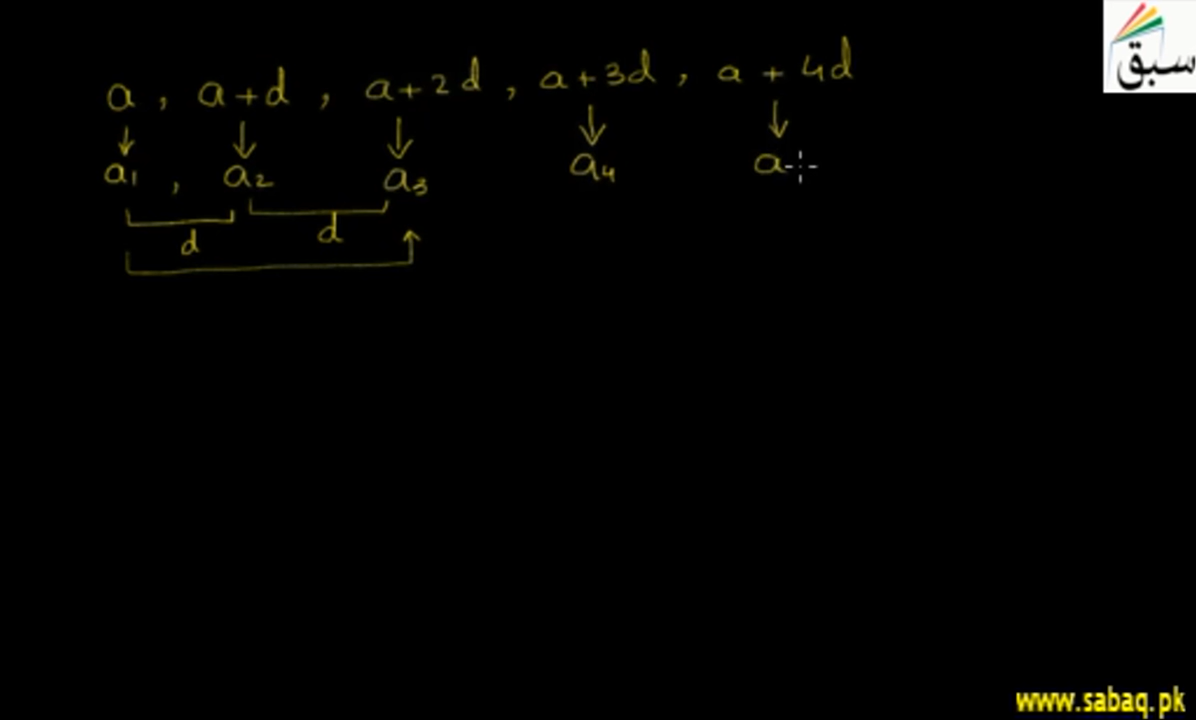 سبق
a , a+d , a+2d , a+3d , a+4d
a₁ , a₂ a₃ a₄ a
d d
www.sabaq.pk